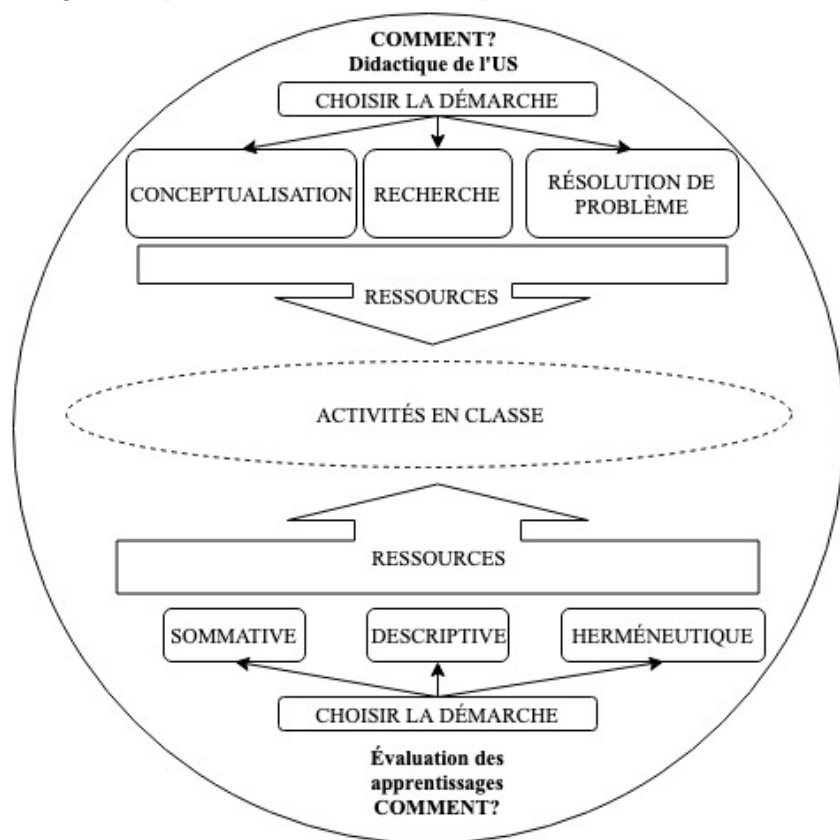 COMMENT?
Didactique de l'US
CHOISIR LA DÉMARCHE
CONCEPTUALISATION
RECHERCHE
RÉSOLUTION DE
PROBLÈME
RESSOURCES
ACTIVITÉS EN CLASSE
RESSOURCES
SOMMATIVE
DESCRIPTIVE
HERMÉNEUTIQUE
CHOISIR LA DÉMARCHE
Évaluation des
apprentissages
COMMENT?